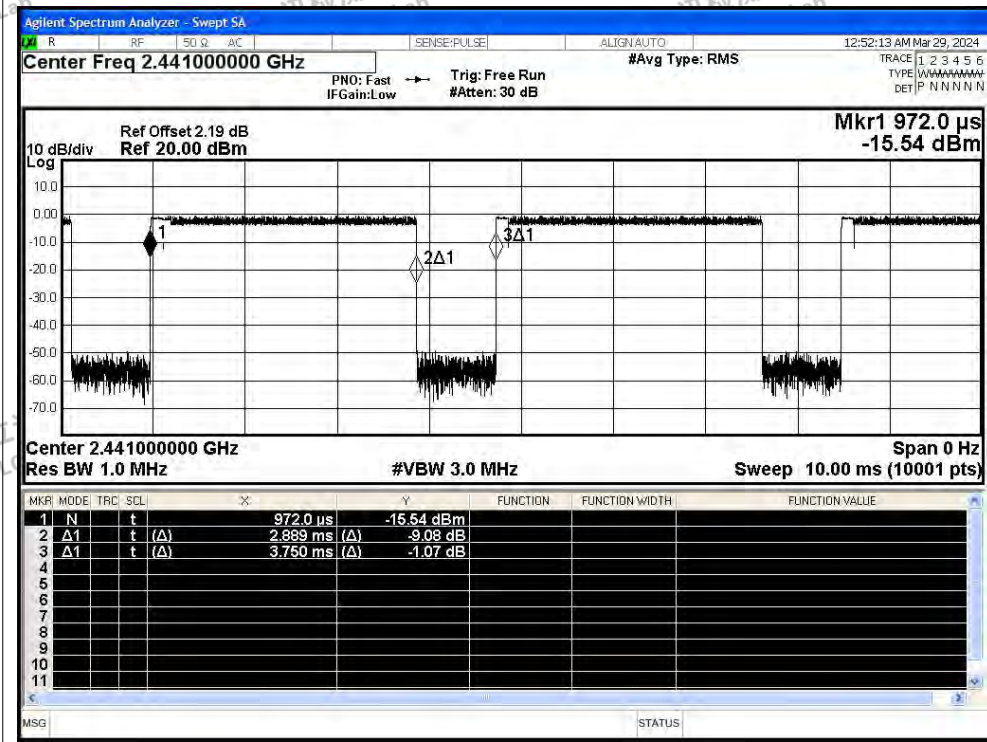 Agilent Spectrum Analyzer - Swept SA
R RF 50 Ω AC SENSE:PULSE ALIGNAUTO 12:52:13 AM Mar 29, 2024
Center Freq 2.441000000 GHz #Avg Type: RMS TRACE 1 2 3 4 5 6
PNO: Fast Trig: Free Run TYPE WWWWWW
IFGain:Low #Atten: 30 dB DET P N N N N N
Mkr1 972.0 µs
Ref Offset 2.19 dB
10 dB/div Ref 20.00 dBm -15.54 dBm
Log
10.0
0.00
1 3Δ1
-10.0
2Δ1
-20.0
-30.0
-40.0
-50.0
-60.0
-70.0
Center 2.441000000 GHz Span 0 Hz
Res BW 1.0 MHz #VBW 3.0 MHz Sweep 10.00 ms (10001 pts)
MKR MODE TRC SCL X Y FUNCTION FUNCTION WIDTH FUNCTION VALUE
1 N t 972.0 µs -15.54 dBm
2 Δ1 t (Δ) 2.889 ms (Δ) -9.08 dB
3 Δ1 t (Δ) 3.750 ms (Δ) -1.07 dB
4
5
6
7
8
9
10
11
MSG STATUS